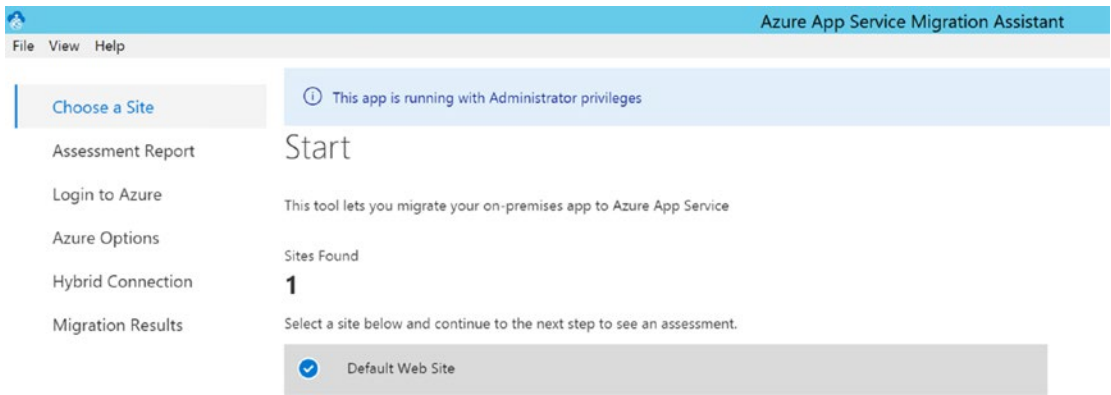 Azure App Service Migration Assistant
File View Help
Choose a Site
Assessment Report
Login to Azure
Azure Options
Hybrid Connection
Migration Results
This app is running with Administrator privileges
Start
This tool lets you migrate your on-premises app to Azure App Service
Sites Found
1
Select a site below and continue to the next step to see an assessment.
Default Web Site